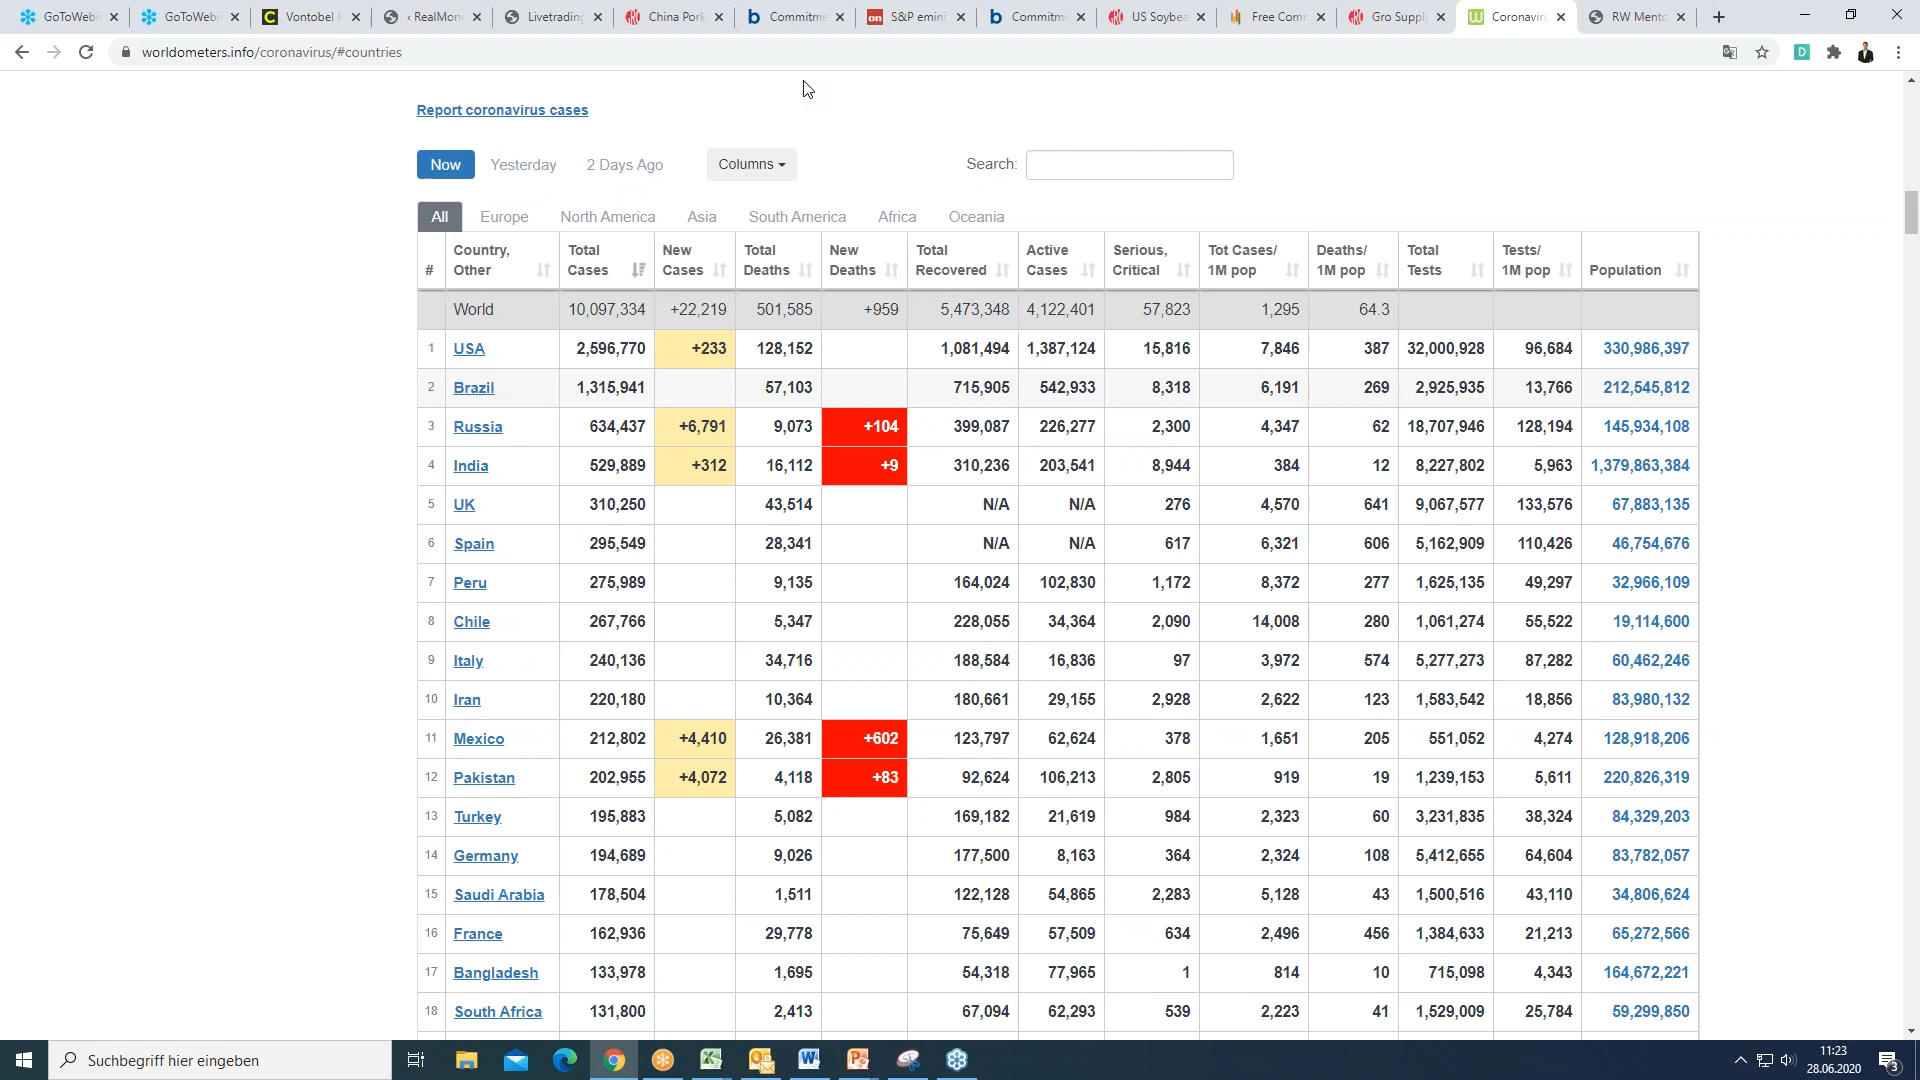 GoToWebi GoToWebi Vontobel ‹ RealMon Livetrading China Pork Commitme S&P emini Commitme US Soybea Free Com Gro Supply Coronavir RW Mento
worldometers.info/coronavirus/#countries
Report coronavirus cases
Now Yesterday 2 Days Ago Columns Search:
All Europe North America Asia South America Africa Oceania
# Country, Other Total Cases New Cases Total Deaths New Deaths Total Recovered Active Cases Serious, Critical Tot Cases/ 1M pop Deaths/ 1M pop Total Tests Tests/ 1M pop Population
World 10,097,334 +22,219 501,585 +959 5,473,348 4,122,401 57,823 1,295 64.3
1 USA 2,596,770 +233 128,152 1,081,494 1,387,124 15,816 7,846 387 32,000,928 96,684 330,986,397
2 Brazil 1,315,941 57,103 715,905 542,933 8,318 6,191 269 2,925,935 13,766 212,545,812
3 Russia 634,437 +6,791 9,073 +104 399,087 226,277 2,300 4,347 62 18,707,946 128,194 145,934,108
4 India 529,889 +312 16,112 +9 310,236 203,541 8,944 384 12 8,227,802 5,963 1,379,863,384
5 UK 310,250 43,514 N/A N/A 276 4,570 641 9,067,577 133,576 67,883,135
6 Spain 295,549 28,341 N/A N/A 617 6,321 606 5,162,909 110,426 46,754,676
7 Peru 275,989 9,135 164,024 102,830 1,172 8,372 277 1,625,135 49,297 32,966,109
8 Chile 267,766 5,347 228,055 34,364 2,090 14,008 280 1,061,274 55,522 19,114,600
9 Italy 240,136 34,716 188,584 16,836 97 3,972 574 5,277,273 87,282 60,462,246
10 Iran 220,180 10,364 180,661 29,155 2,928 2,622 123 1,583,542 18,856 83,980,132
11 Mexico 212,802 +4,410 26,381 +602 123,797 62,624 378 1,651 205 551,052 4,274 128,918,206
12 Pakistan 202,955 +4,072 4,118 +83 92,624 106,213 2,805 919 19 1,239,153 5,611 220,826,319
13 Turkey 195,883 5,082 169,182 21,619 984 2,323 60 3,231,835 38,324 84,329,203
14 Germany 194,689 9,026 177,500 8,163 364 2,324 108 5,412,655 64,604 83,782,057
15 Saudi Arabia 178,504 1,511 122,128 54,865 2,283 5,128 43 1,500,516 43,110 34,806,624
16 France 162,936 29,778 75,649 57,509 634 2,496 456 1,384,633 21,213 65,272,566
17 Bangladesh 133,978 1,695 54,318 77,965 1 814 10 715,098 4,343 164,672,221
18 South Africa 131,800 2,413 67,094 62,293 539 2,223 41 1,529,009 25,784 59,299,850
Suchbegriff hier eingeben
11:23
28.06.2020
3